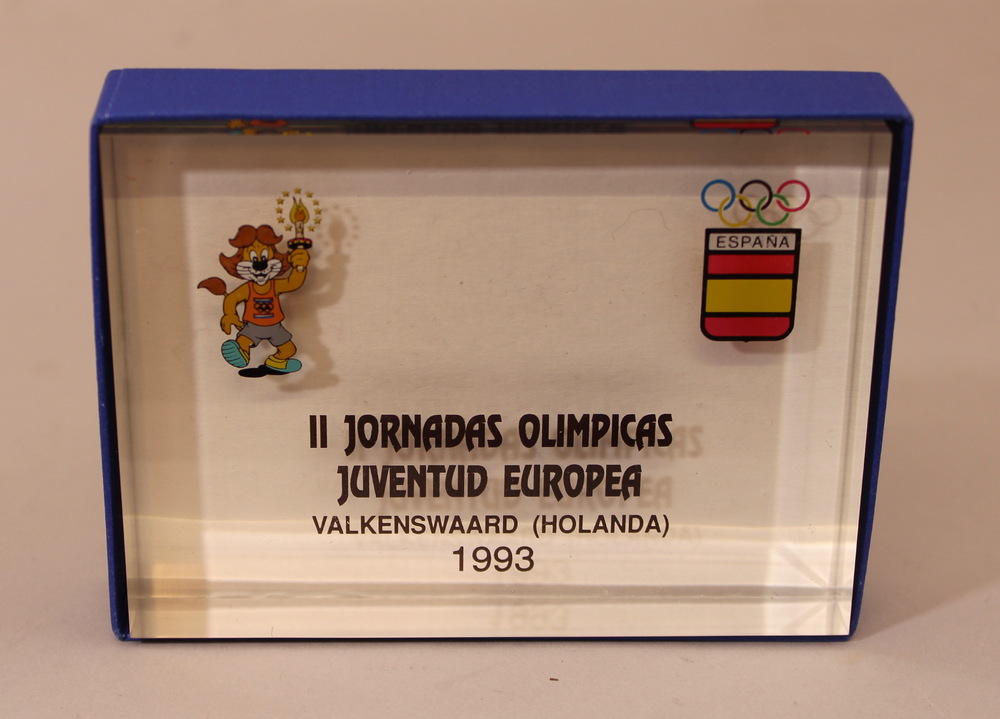 ESPAÑA
II JORNADAS OLIMPICAS
JUVENTUD EUROPEA
VALKENSWAARD (HOLANDA)
1993